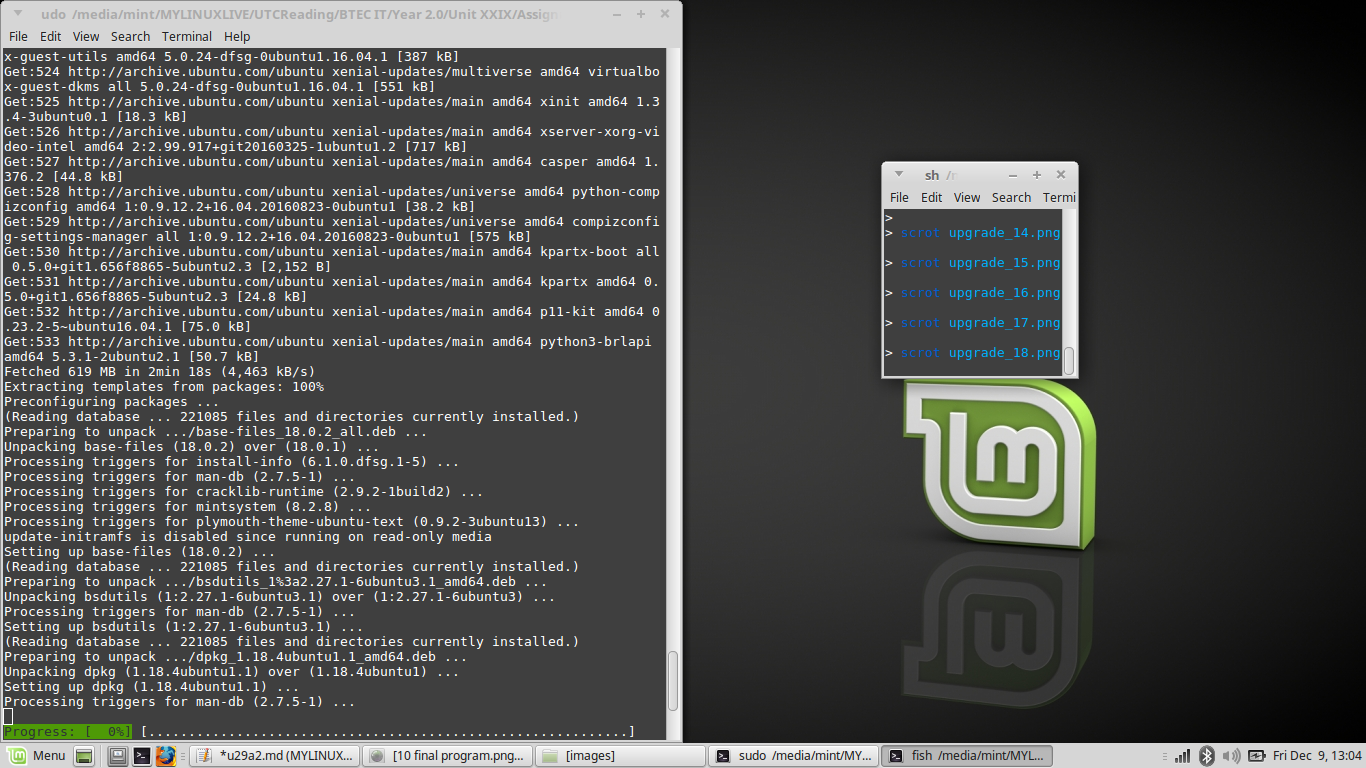 udo /media/mint/MYLINUXLIVE/UTCReading/BTEC IT/Year 2.0/Unit XXIX/Assign
File Edit View Search Terminal Help
x-guest-utils amd64 5.0.24-dfsg-0ubuntu1.16.04.1 [387 kB]
Get:524 http://archive.ubuntu.com/ubuntu xenial-updates/multiverse amd64 virtualbo
x-guest-dkms all 5.0.24-dfsg-0ubuntu1.16.04.1 [551 kB]
Get:525 http://archive.ubuntu.com/ubuntu xenial-updates/main amd64 xinit amd64 1.3
.4-3ubuntu0.1 [18.3 kB]
Get:526 http://archive.ubuntu.com/ubuntu xenial-updates/main amd64 xserver-xorg-vi
deo-intel amd64 2:2.99.917+git20160325-1ubuntu1.2 [717 kB]
Get:527 http://archive.ubuntu.com/ubuntu xenial-updates/main amd64 casper amd64 1.
376.2 [44.8 kB]
Get:528 http://archive.ubuntu.com/ubuntu xenial-updates/universe amd64 python-comp
izconfig amd64 1:0.9.12.2+16.04.20160823-0ubuntu1 [38.2 kB]
Get:529 http://archive.ubuntu.com/ubuntu xenial-updates/universe amd64 compizconfi
g-settings-manager all 1:0.9.12.2+16.04.20160823-0ubuntu1 [575 kB]
Get:530 http://archive.ubuntu.com/ubuntu xenial-updates/main amd64 kpartx-boot all
0.5.0+git1.656f8865-5ubuntu2.3 [2,152 B]
Get:531 http://archive.ubuntu.com/ubuntu xenial-updates/main amd64 kpartx amd64 0.
5.0+git1.656f8865-5ubuntu2.3 [24.8 kB]
Get:532 http://archive.ubuntu.com/ubuntu xenial-updates/main amd64 p11-kit amd64 0
.23.2-5~ubuntu16.04.1 [75.0 kB]
Get:533 http://archive.ubuntu.com/ubuntu xenial-updates/main amd64 python3-brlapi
amd64 5.3.1-2ubuntu2.1 [50.7 kB]
Fetched 619 MB in 2min 18s (4,463 kB/s)
Extracting templates from packages: 100%
Preconfiguring packages ...
(Reading database ... 221085 files and directories currently installed.)
Preparing to unpack .../base-files_18.0.2_all.deb ...
Unpacking base-files (18.0.2) over (18.0.1) ...
Processing triggers for install-info (6.1.0.dfsg.1-5) ...
Processing triggers for man-db (2.7.5-1) ...
Processing triggers for cracklib-runtime (2.9.2-1build2) ...
Processing triggers for mintsystem (8.2.8) ...
Processing triggers for plymouth-theme-ubuntu-text (0.9.2-3ubuntu13) ...
update-initramfs is disabled since running on read-only media
Setting up base-files (18.0.2) ...
(Reading database ... 221085 files and directories currently installed.)
Preparing to unpack .../bsdutils_1%3a2.27.1-6ubuntu3.1_amd64.deb ...
Unpacking bsdutils (1:2.27.1-6ubuntu3.1) over (1:2.27.1-6ubuntu3) ...
Processing triggers for man-db (2.7.5-1) ...
Setting up bsdutils (1:2.27.1-6ubuntu3.1) ...
(Reading database ... 221085 files and directories currently installed.)
Preparing to unpack .../dpkg_1.18.4ubuntu1.1_amd64.deb ...
Unpacking dpkg (1.18.4ubuntu1.1) over (1.18.4ubuntu1) ...
Setting up dpkg (1.18.4ubuntu1.1) ...
Processing triggers for man-db (2.7.5-1) ...
Progress: [  0%] [.............................................................]
sh /r
File Edit View Search Termi
>
> scrot upgrade_14.png
> scrot upgrade_15.png
> scrot upgrade_16.png
> scrot upgrade_17.png
> scrot upgrade_18.png
Menu *u29a2.md (MYLINUX... [10 final program.png... [images] sudo /media/mint/MY... fish /media/mint/MYL... Fri Dec 9, 13:04